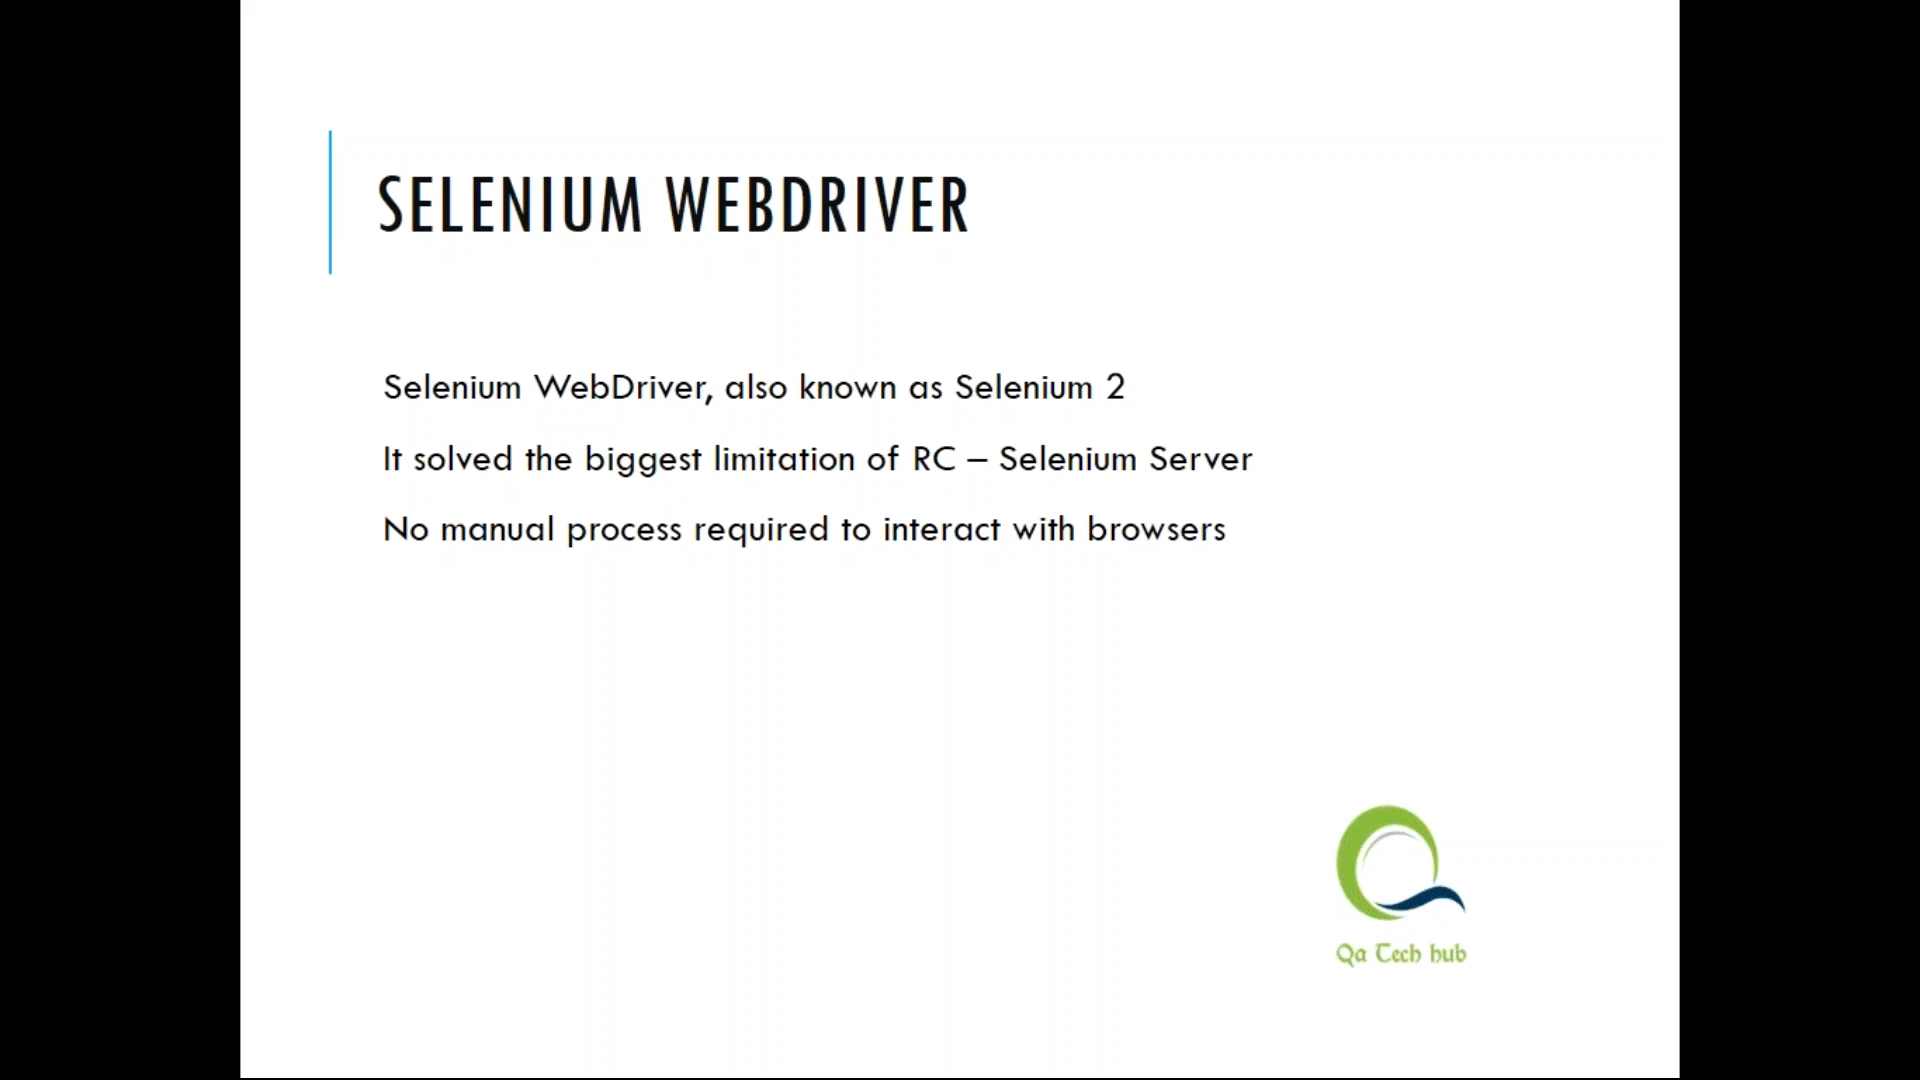 SELENIUM WEBDRIVER
Selenium WebDriver, also known as Selenium 2
It solved the biggest limitation of RC – Selenium Server
No manual process required to interact with browsers
Qa Tech hub